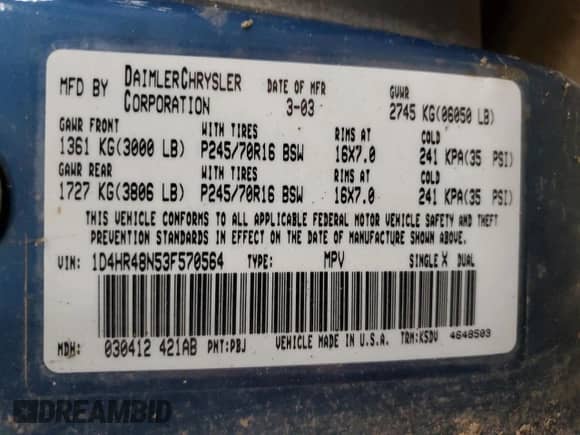 MFD BY DAIMLERCHRYSLER CORPORATION DATE OF MFR 3-03 GVWR 2745 KG(06050 LB)
GAWR FRONT WITH TIRES RIMS AT COLD
1361 KG(3000 LB) P245/70R16 BSW 16X7.0 241 KPA(35 PSI)
GAWR REAR WITH TIRES RIMS AT COLD
1727 KG(3806 LB) P245/70R16 BSW 16X7.0 241 KPA(35 PSI)
THIS VEHICLE CONFORMS TO ALL APPLICABLE FEDERAL MOTOR VEHICLE SAFETY AND THEFT
PREVENTION STANDARDS IN EFFECT ON THE DATE OF MANUFACTURE SHOWN ABOVE.
VIN: 1D4HR48N53F570564 TYPE: MPV SINGLE X DUAL
MDH: 030412 421AB PNT:PBJ VEHICLE MADE IN U.S.A. TRM:K5DV 4648503
DREAMBID